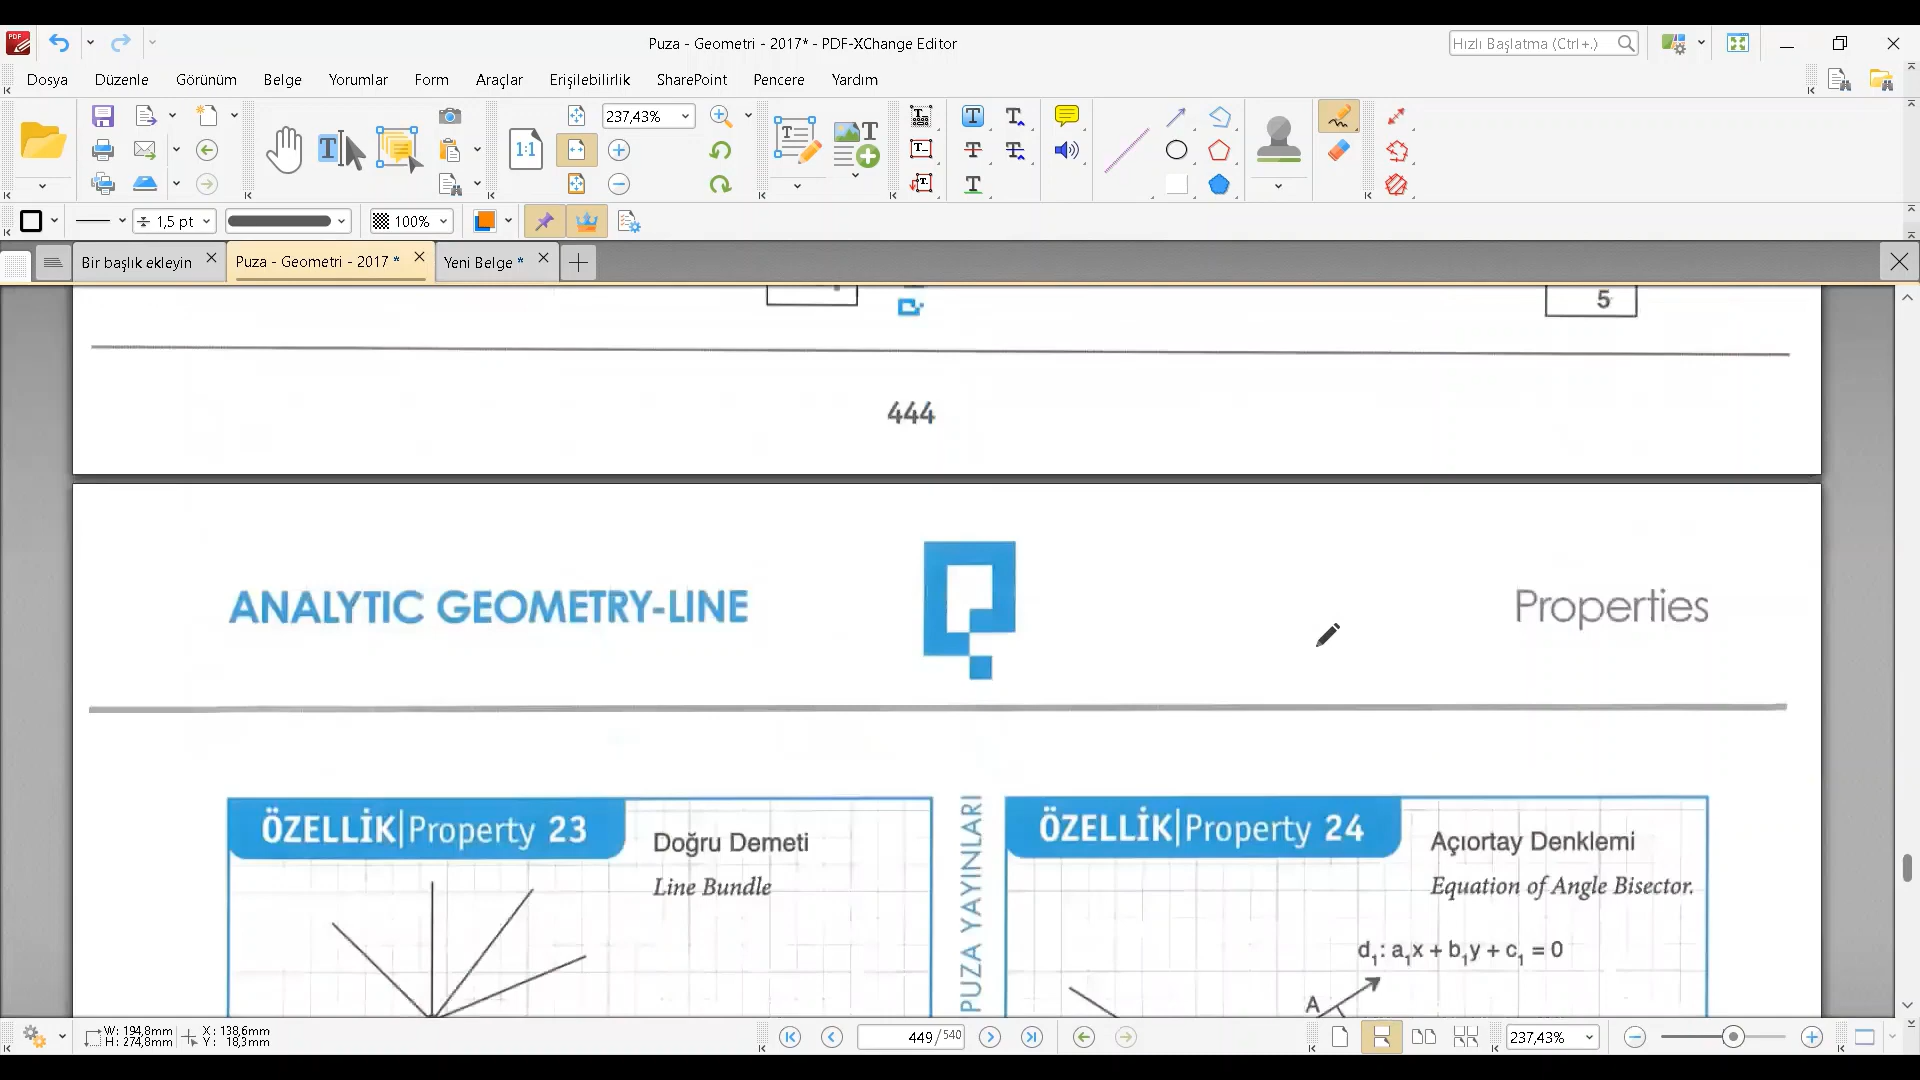 Puza - Geometri - 2017* - PDF-XChange Editor
Hızlı Başlatma (Ctrl+.)
Dosya Düzenle Görünüm Belge Yorumlar Form Araçlar Erişilebilirlik SharePoint Pencere Yardım
237,43%
1:1
1,5 pt
100%
Bir başlık ekleyin
Puza - Geometri - 2017 *
Yeni Belge *
5
444
ANALYTIC GEOMETRY-LINE
Properties
ÖZELLİK|Property 23
Doğru Demeti
Line Bundle
PUZA YAYINLARI
ÖZELLİK|Property 24
Açıortay Denklemi
Equation of Angle Bisector.
d₁: a₁x + b₁y + c₁ = 0
A
W: 194,8mm
H: 274,8mm
X: 138,6mm
Y: 18,3mm
449 / 540
237,43%